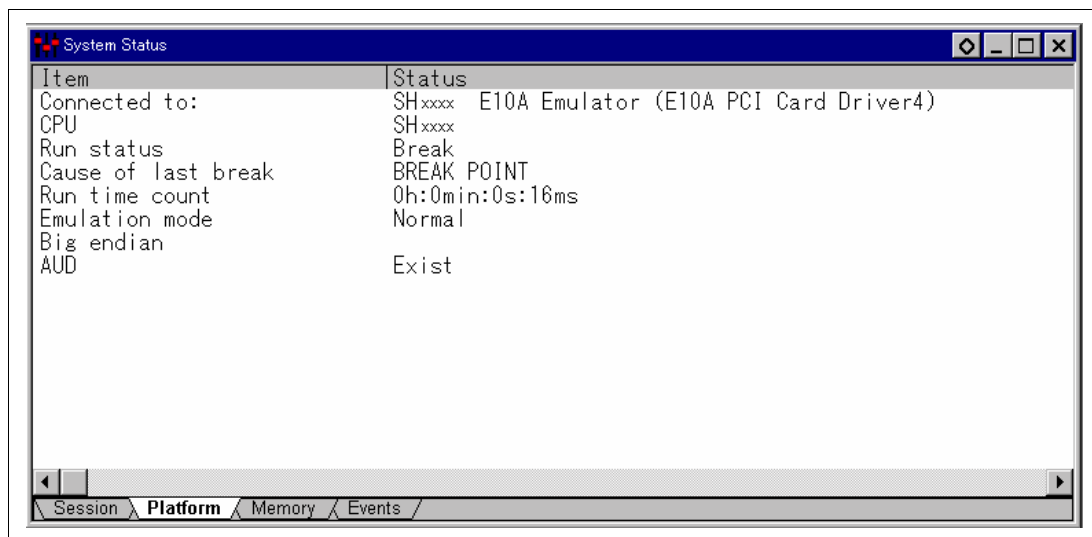 System Status
Item Status
Connected to: SHxxxx E10A Emulator (E10A PCI Card Driver4)
CPU SHxxxx
Run status Break
Cause of last break BREAK POINT
Run time count 0h:0min:0s:16ms
Emulation mode Normal
Big endian
AUD Exist
Session Platform Memory Events